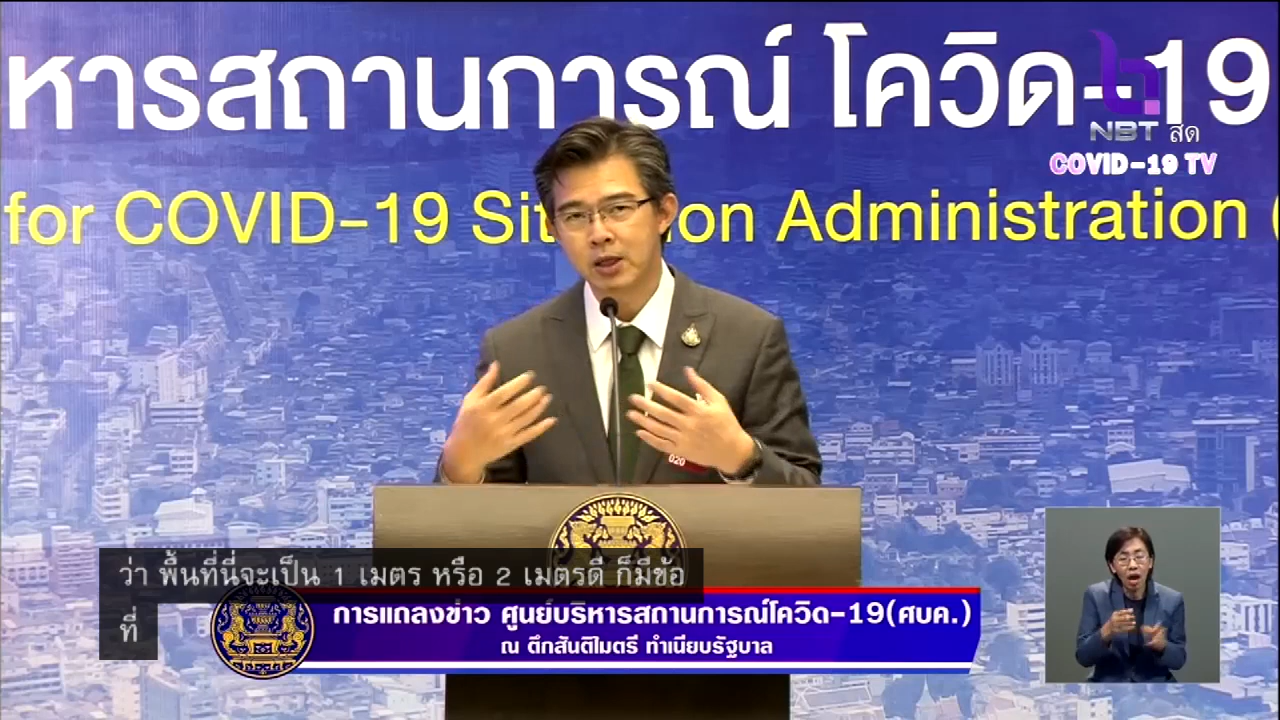 หารสถานการณ์ โควิด-19
NBT สด
COVID-19 TV
for COVID-19 Sit on Administration (
020
ว่า พื้นที่นี่จะเป็น 1 เมตร หรือ 2 เมตรดี ก็มีข้อ
ที่
การแถลงข่าว ศูนย์บริหารสถานการณ์โควิด-19(ศบค.)
ณ ตึกสันติไมตรี ทำเนียบรัฐบาล